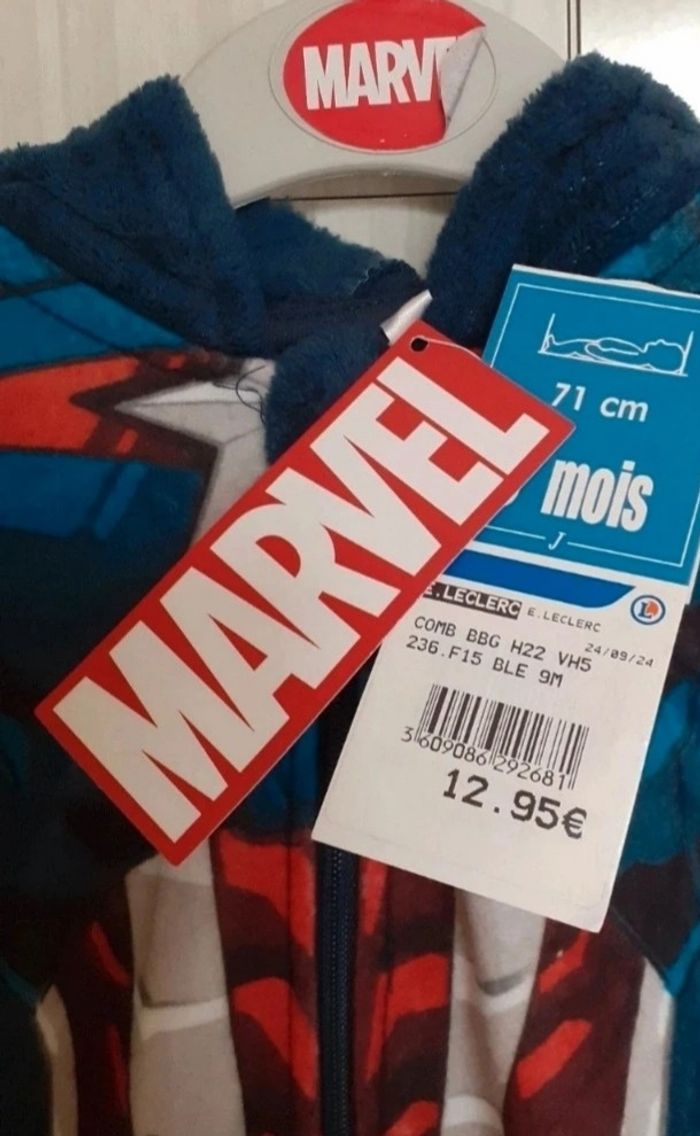 MARV
71 cm
mois
J
MARVEL
E.LECLERC E.LECLERC L
COMB BBG H22 VH5 24/09/24
236.F15 BLE 9M
3609086292681
12.95€